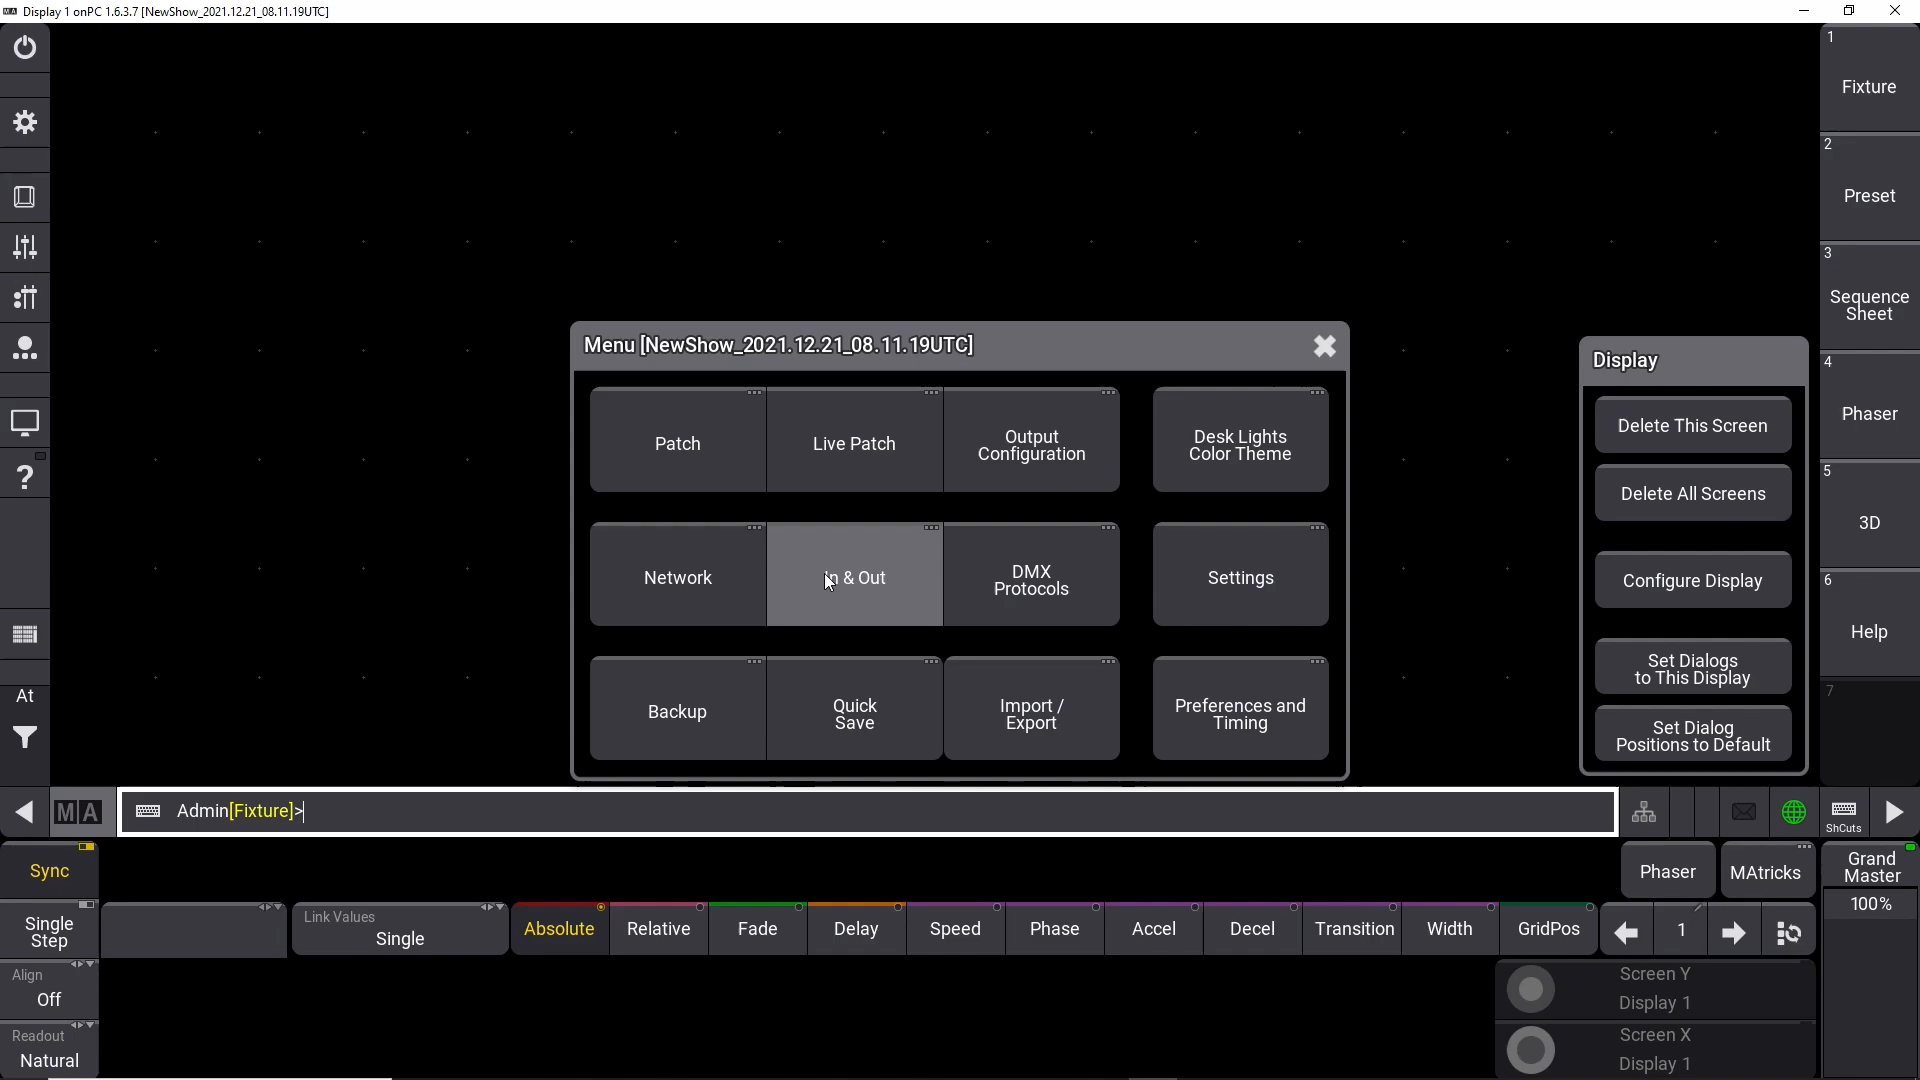 Display 1 onPC 1.6.3.7 [NewShow_2021.12.21_08.11.19UTC]
1
Fixture
2
Preset
3
Sequence
Sheet
4
Phaser
5
3D
6
Help
7
Menu [NewShow_2021.12.21_08.11.19UTC]
Patch
Live Patch
Output
Configuration
Desk Lights
Color Theme
Network
In & Out
DMX
Protocols
Settings
Backup
Quick
Save
Import /
Export
Preferences and
Timing
Display
Delete This Screen
Delete All Screens
Configure Display
Set Dialogs
to This Display
Set Dialog
Positions to Default
?
At
MA
Admin[Fixture]>
ShCuts
Sync
Phaser
MAtricks
Grand
Master
100%
Single
Step
Link Values
Single
Absolute
Relative
Fade
Delay
Speed
Phase
Accel
Decel
Transition
Width
GridPos
1
Align
Off
Readout
Natural
Screen Y
Display 1
Screen X
Display 1